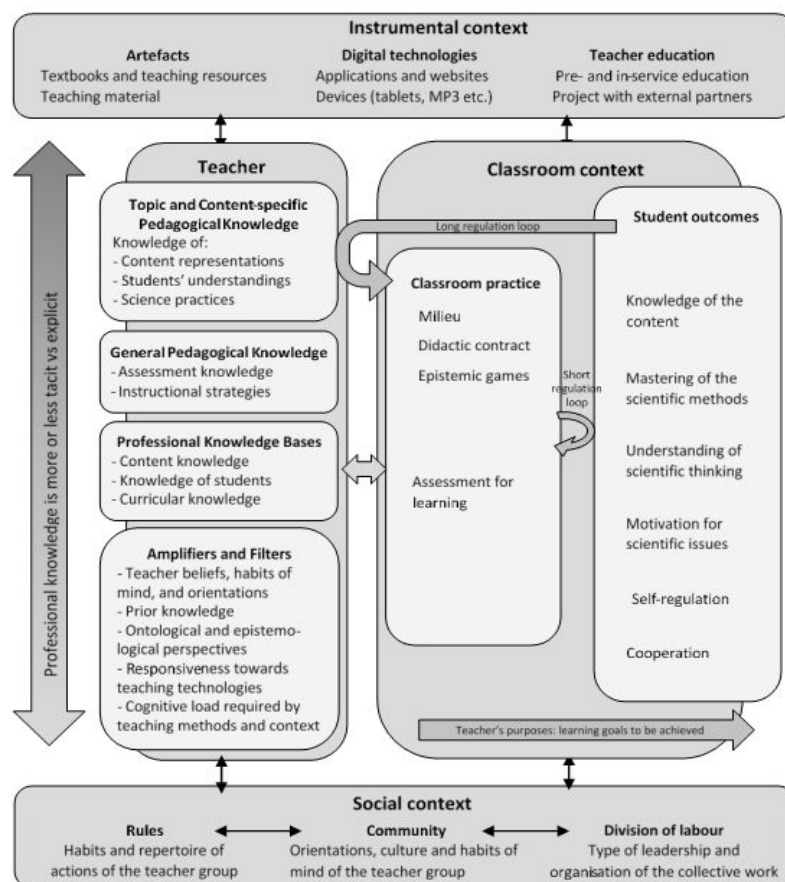 Instrumental context
Artefacts
Textbooks and teaching resources
Teaching material
Digital technologies
Applications and websites
Devices (tablets, MP3 etc.)
Teacher education
Pre- and in-service education
Project with external partners
Professional knowledge is more or less tacit vs explicit
Teacher
Topic and Content-specific
Pedagogical Knowledge
Knowledge of:
- Content representations
- Students' understandings
- Science practices
General Pedagogical Knowledge
- Assessment knowledge
- Instructional strategies
Professional Knowledge Bases
- Content knowledge
- Knowledge of students
- Curricular knowledge
Amplifiers and Filters
- Teacher beliefs, habits of
mind, and orientations
- Prior knowledge
- Ontological and epistemo-
logical perspectives
- Responsiveness towards
teaching technologies
- Cognitive load required by
teaching methods and context
Classroom context
Long regulation loop
Classroom practice
Milieu
Didactic contract
Epistemic games
Assessment for
learning
Short
regulation
loop
Student outcomes
Knowledge of the
content
Mastering of the
scientific methods
Understanding of
scientific thinking
Motivation for
scientific issues
Self-regulation
Cooperation
Teacher's purposes: learning goals to be achieved
Social context
Rules
Habits and repertoire of
actions of the teacher group
Community
Orientations, culture and habits of
mind of the teacher group
Division of labour
Type of leadership and
organisation of the collective work